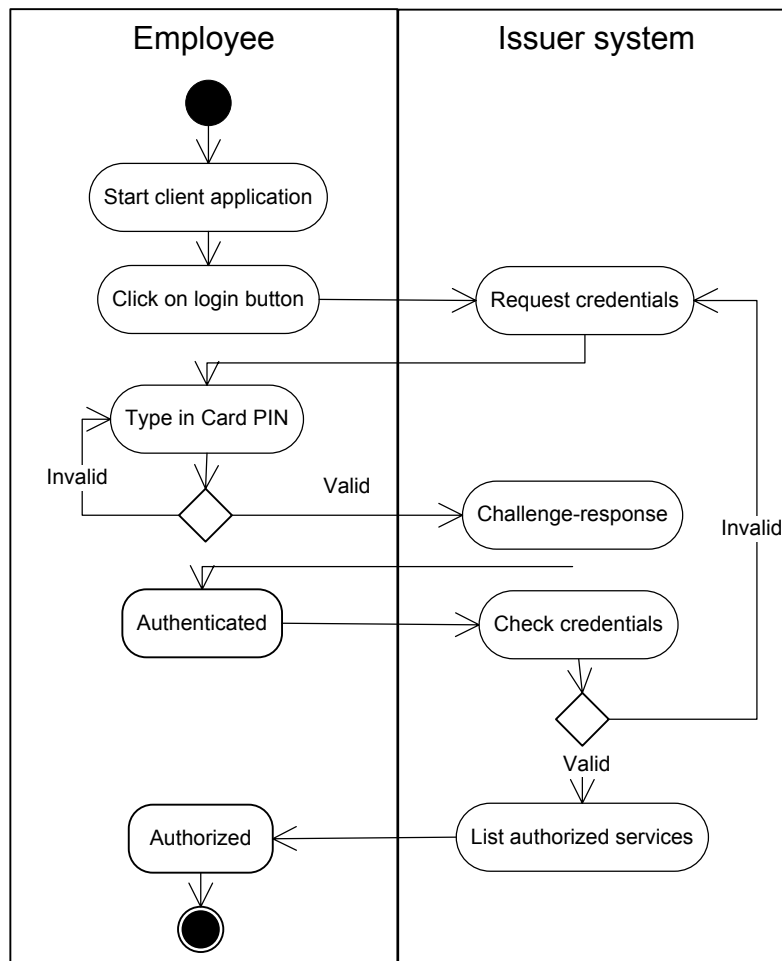 Employee
Issuer system
Start client application
Click on login button
Request credentials
Type in Card PIN
Invalid
Valid
Challenge-response
Invalid
Authenticated
Check credentials
Valid
Authorized
List authorized services